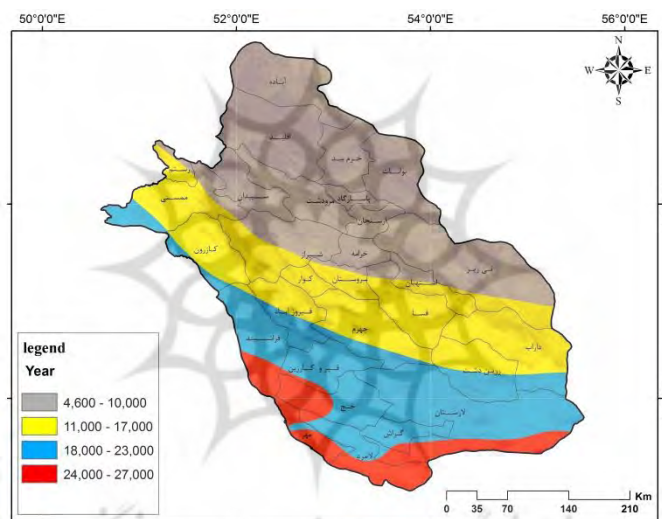 50°0'0"E 52°0'0"E 54°0'0"E 56°0'0"E
N
W E
S
آباده
اقلید
خرم بید
بوانات
رستم
ممسنی
سپیدان
مرودشت
پاسارگاد
ارسنجان
کازرون
شیراز
خرامه
نی ریز
کوار
سروستان
فسا
فیروزآباد
جهرم
داراب
فراشبند
قیر و کارزین
زرین دشت
خنج
لارستان
گراش
مهر
لامرد
legend
Year
4,600 - 10,000
11,000 - 17,000
18,000 - 23,000
24,000 - 27,000
Km
0 35 70 140 210